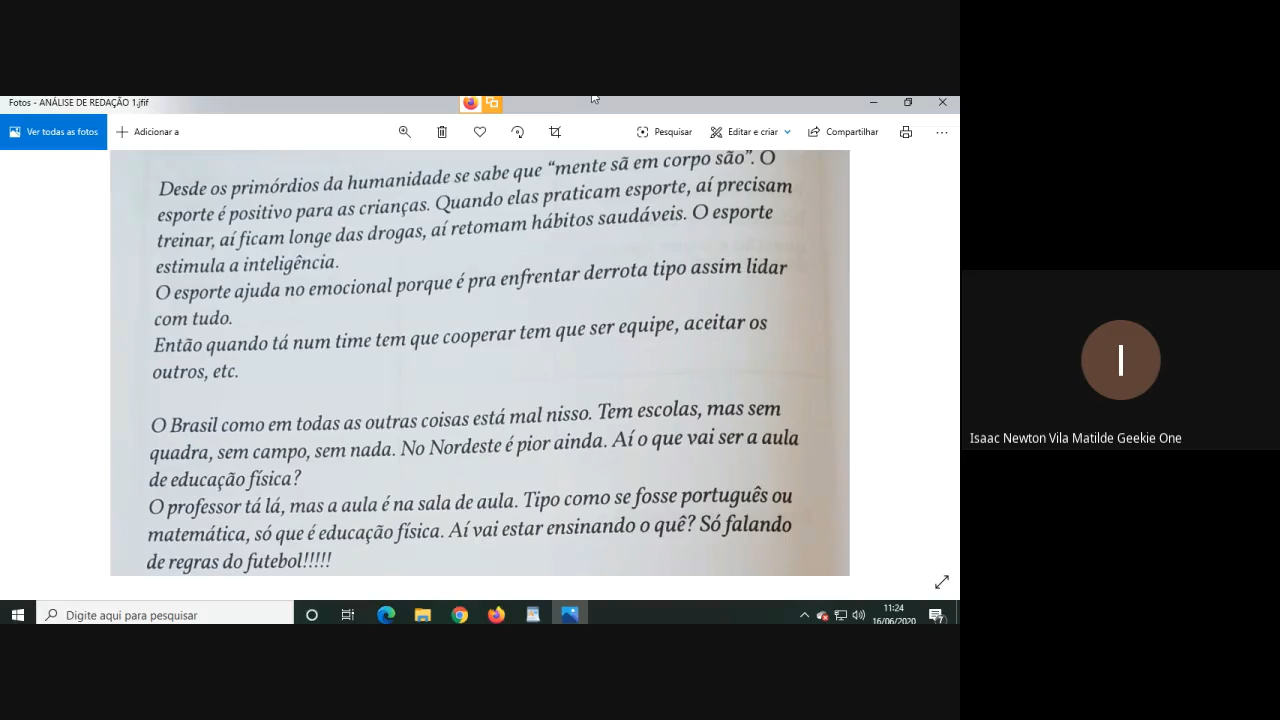 Fotos - ANÁLISE DE REDAÇÃO 1.jfif
Ver todas as fotos
Adicionar a
Pesquisar
Editar e criar
Compartilhar
Desde os primórdios da humanidade se sabe que “mente sã em corpo são”. O
esporte é positivo para as crianças. Quando elas praticam esporte, aí precisam
treinar, aí ficam longe das drogas, aí retomam hábitos saudáveis. O esporte
estimula a inteligência.
O esporte ajuda no emocional porque é pra enfrentar derrota tipo assim lidar
com tudo.
Então quando tá num time tem que cooperar tem que ser equipe, aceitar os
outros, etc.
O Brasil como em todas as outras coisas está mal nisso. Tem escolas, mas sem
quadra, sem campo, sem nada. No Nordeste é pior ainda. Aí o que vai ser a aula
de educação física?
O professor tá lá, mas a aula é na sala de aula. Tipo como se fosse português ou
matemática, só que é educação física. Aí vai estar ensinando o quê? Só falando
de regras do futebol!!!!!
I
Isaac Newton Vila Matilde Geekie One
Digite aqui para pesquisar
11:24
16/06/2020
7